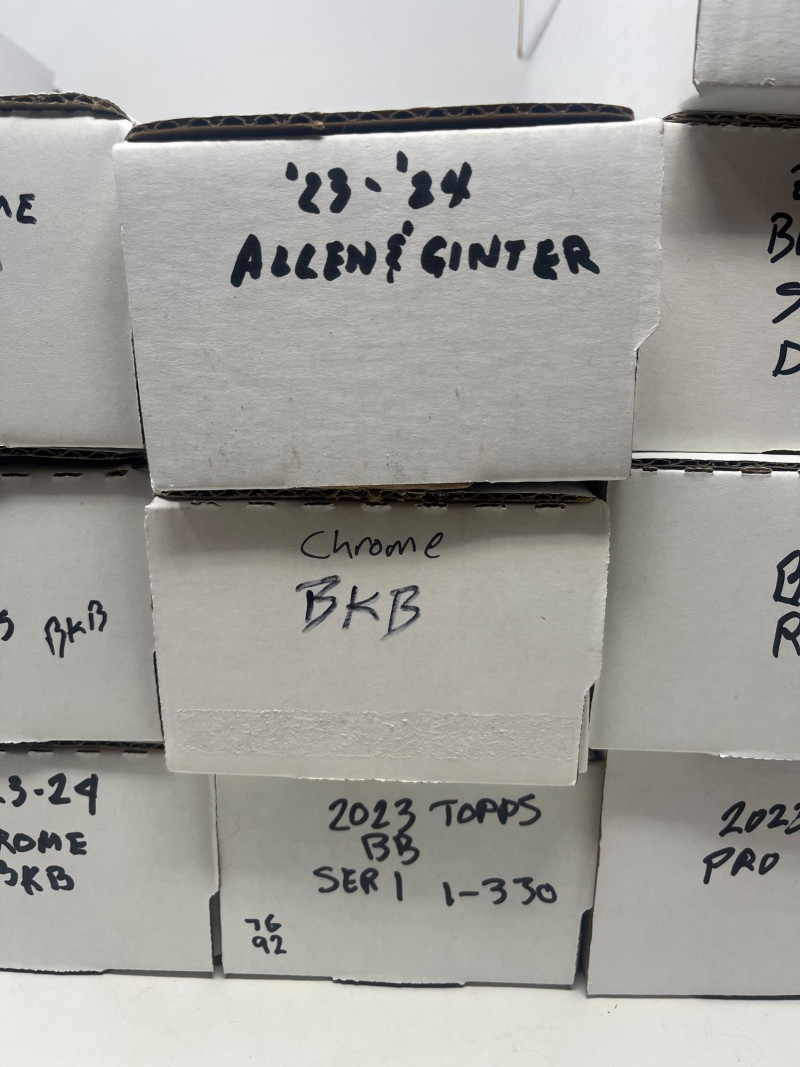 '23-'24
ALLEN & GINTER
Chrome
BKB
BKB
3-24
ROME
BKB
2023 TOPPS
BB
SER 1 1-330
76
92
PRO